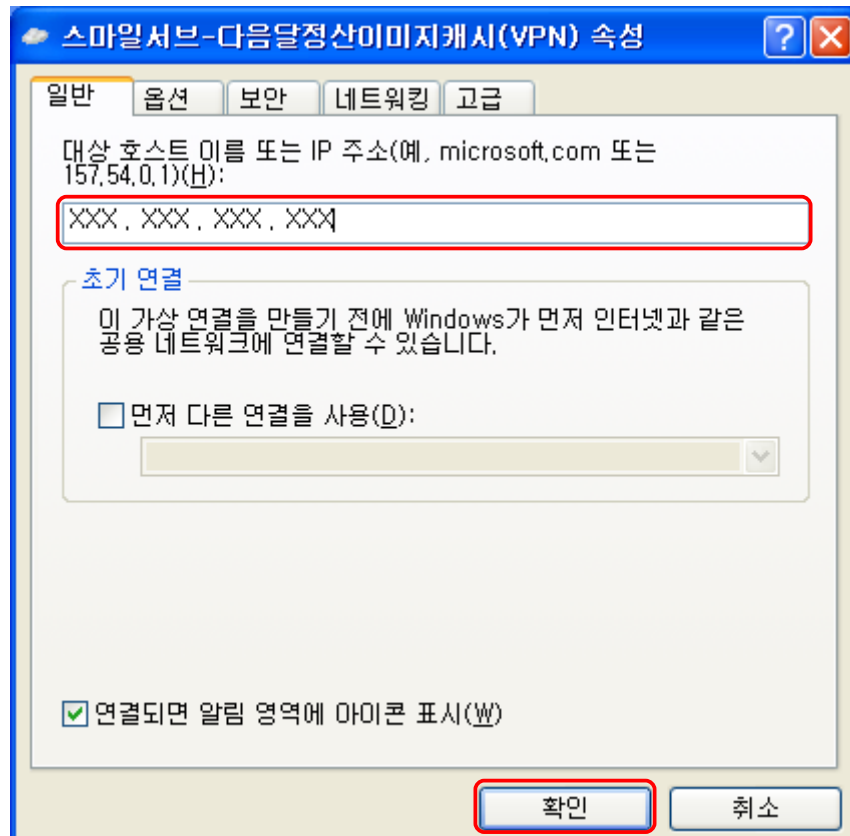 스마일서브-다음달정산이미지캐시(VPN) 속성
일반 옵션 보안 네트워킹 고급
대상 호스트 이름 또는 IP 주소(예, microsoft.com 또는
157.54.0.1)(H):
XXX . XXX . XXX . XXX
초기 연결
이 가상 연결을 만들기 전에 Windows가 먼저 인터넷과 같은
공용 네트워크에 연결할 수 있습니다.
먼저 다른 연결을 사용(D):
연결되면 알림 영역에 아이콘 표시(W)
확인 취소